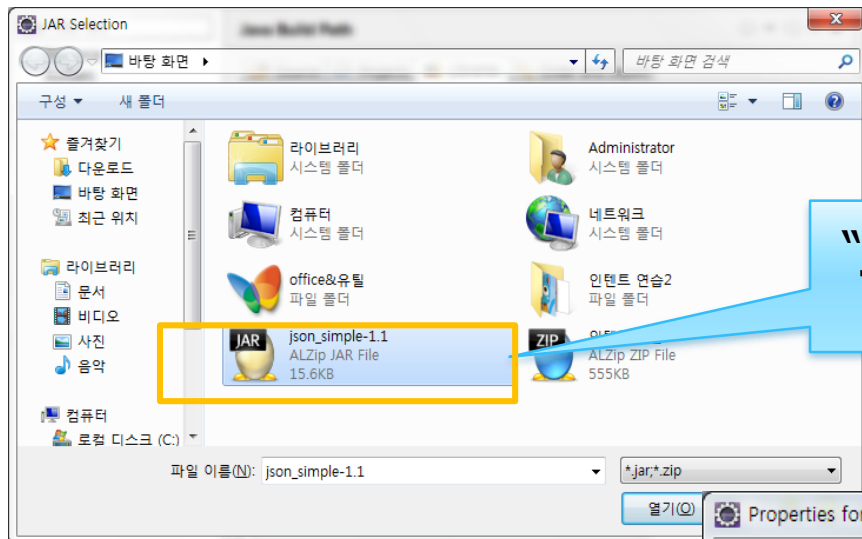 JAR Selection
Java Build Path
바탕 화면
바탕 화면 검색
구성
새 폴더
즐겨찾기
다운로드
바탕 화면
최근 위치
라이브러리
문서
비디오
사진
음악
컴퓨터
로컬 디스크 (C:)
라이브러리
시스템 폴더
Administrator
시스템 폴더
컴퓨터
시스템 폴더
네트워크
시스템 폴더
office&유틸
파일 폴더
인텐트 연습2
파일 폴더
JAR
json_simple-1.1
ALZip JAR File
15.6KB
ZIP
ALZip ZIP File
555KB
"
파일 이름(N):
json_simple-1.1
*.jar;*.zip
열기(O)
Properties for